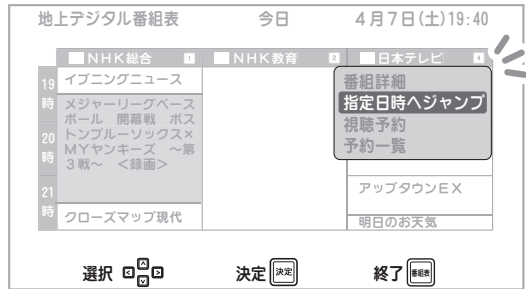 地上デジタル番組表 今日 4月7日(土)19:40
NHK総合 1 NHK教育 2 日本テレビ 4
19時
20時
21時
イブニングニュース
メジャーリーグベース
ボール 開幕戦 ボス
トンブルーソックス×
MYヤンキーズ ~第
3戦~ <録画>
クローズマップ現代
番組詳細
指定日時へジャンプ
視聴予約
予約一覧
アップタウンEX
明日のお天気
選択 決定 決定 終了 番組表